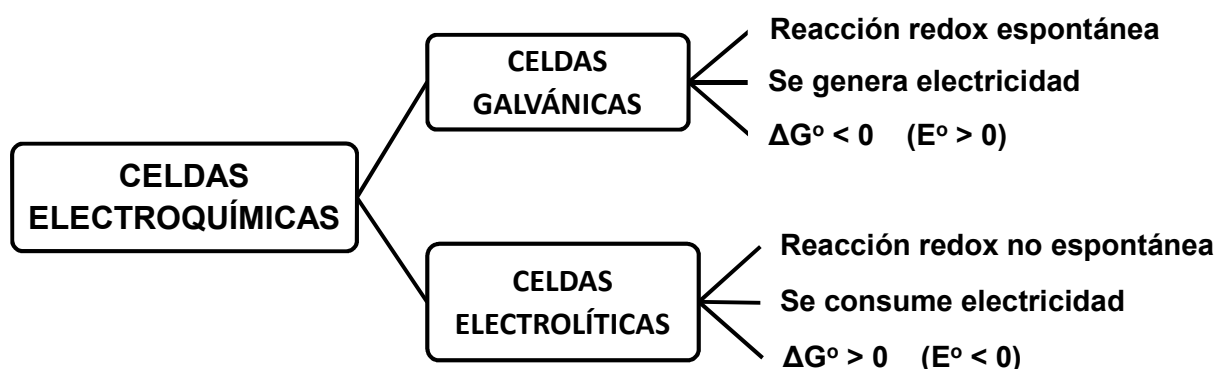 CELDAS
ELECTROQUÍMICAS
CELDAS
GALVÁNICAS
Reacción redox espontánea
Se genera electricidad
ΔGº < 0 (Eº > 0)
CELDAS
ELECTROLÍTICAS
Reacción redox no espontánea
Se consume electricidad
ΔGº > 0 (Eº < 0)